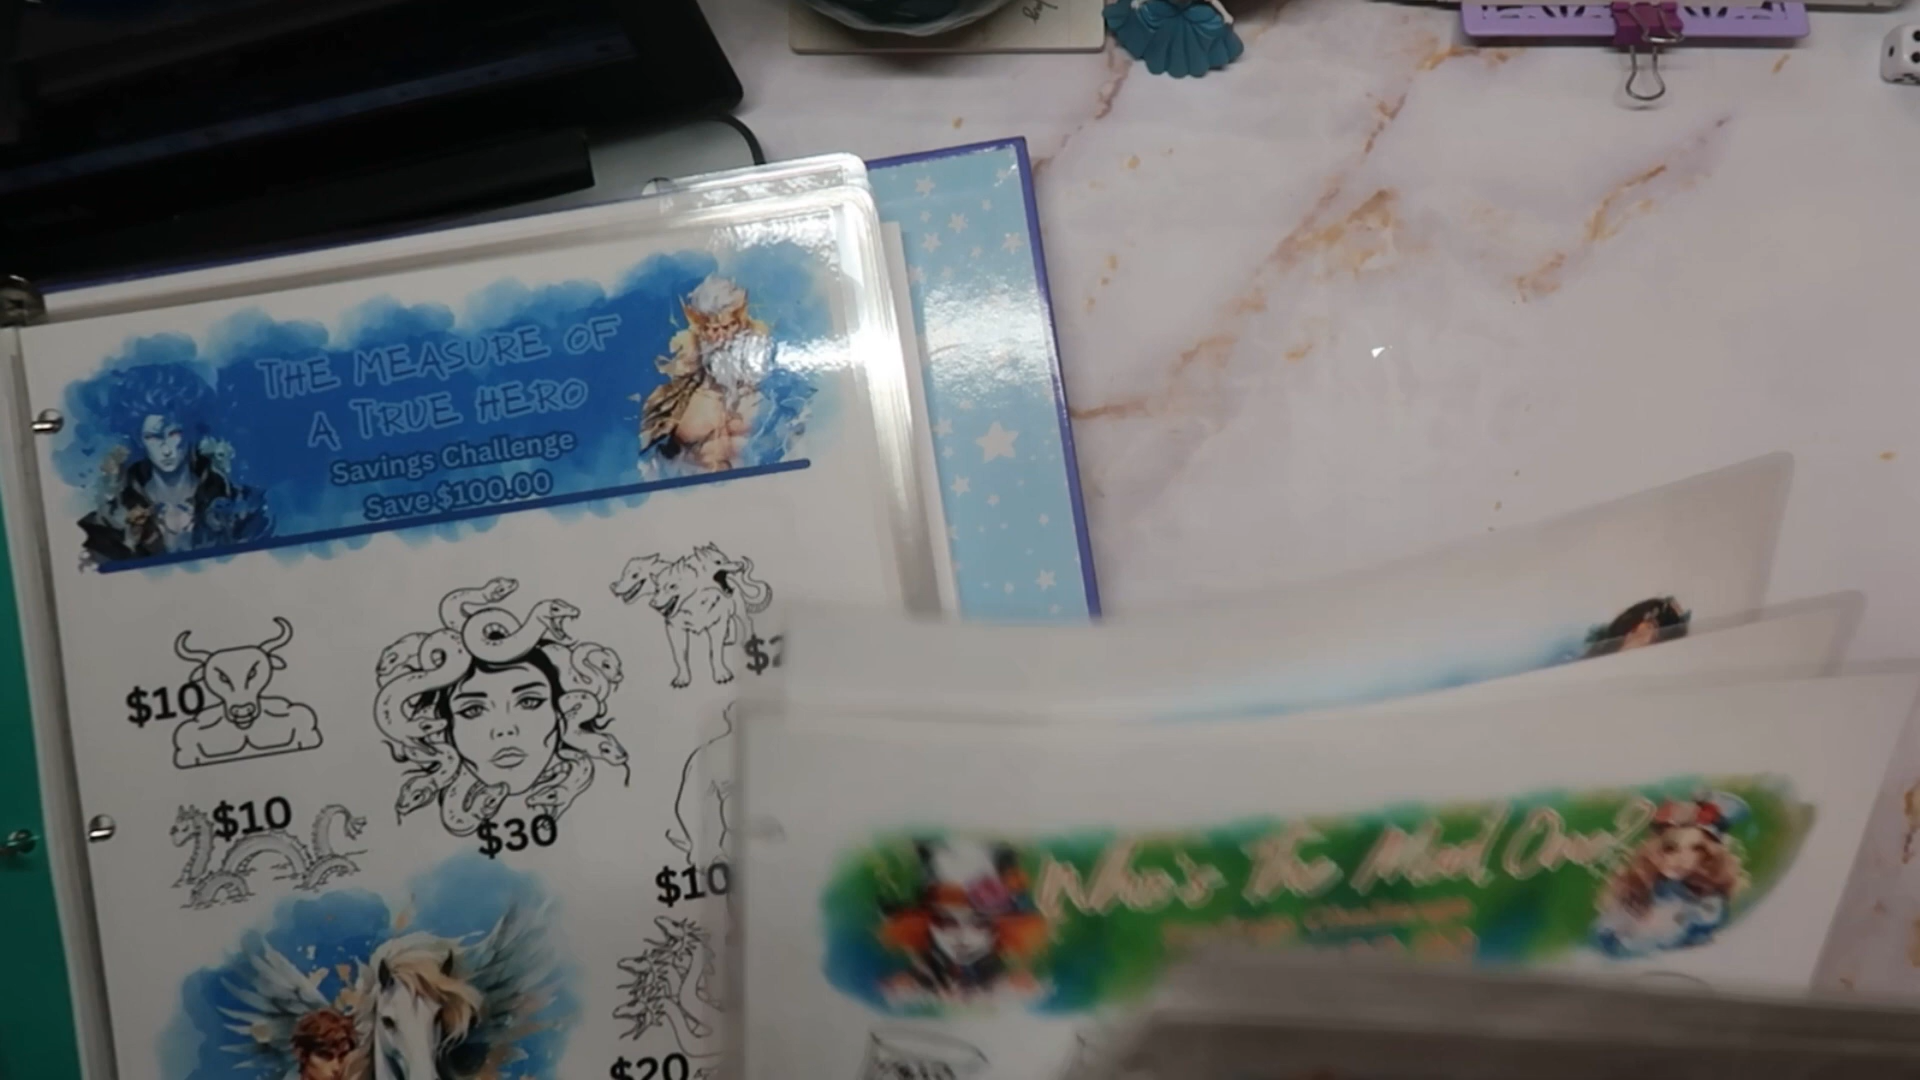 THE MEASURE OF
A TRUE HERO
Savings Challenge
Save $100.00
$10
$10
$30
$10
$20
Who's the Mad One?